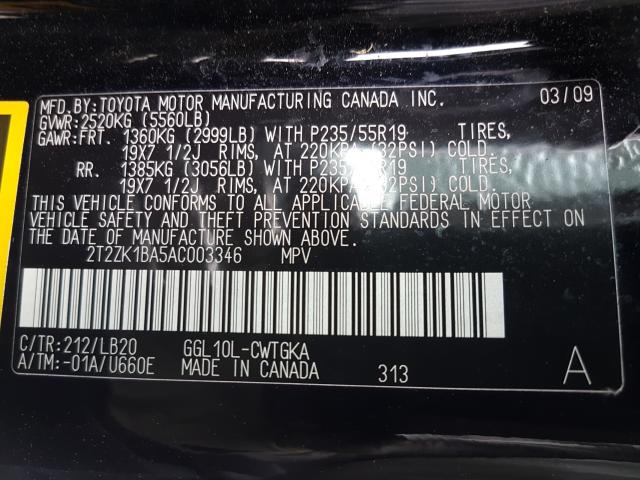 MFD.BY:TOYOTA MOTOR MANUFACTURING CANADA INC. 03/09
GVWR:2520KG (5560LB)
GAWR:FRT. 1360KG (2999LB) WITH P235/55R19 TIRES,
19X7 1/2J RIMS, AT 220KPA (32PSI) COLD.
RR. 1385KG (3056LB) WITH P235/55R19 TIRES,
19X7 1/2J RIMS, AT 220KPA (32PSI) COLD.
THIS VEHICLE CONFORMS TO ALL APPLICABLE FEDERAL MOTOR
VEHICLE SAFETY AND THEFT PREVENTION STANDARDS IN EFFECT ON
THE DATE OF MANUFACTURE SHOWN ABOVE.
2T2ZK1BA5AC003346 MPV
C/TR:212/LB20 GGL10L-CWTGKA
A/TM:-01A/U660E MADE IN CANADA 313 A